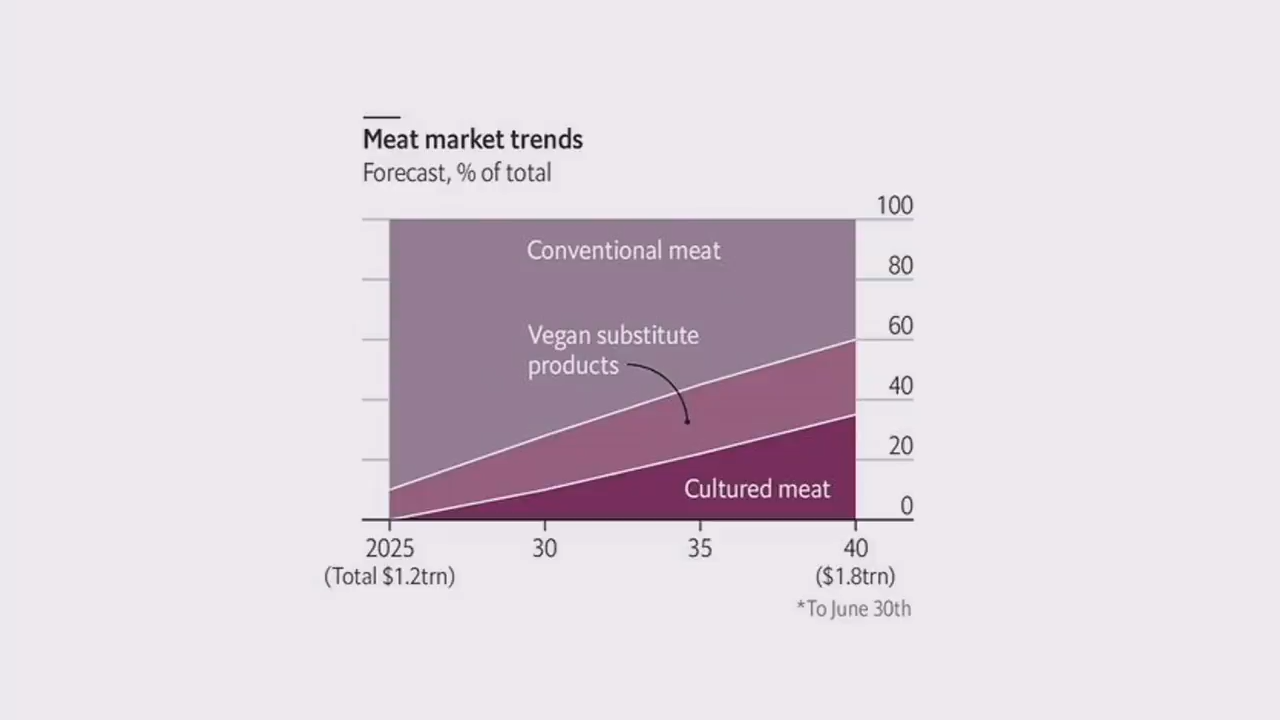 Meat market trends
Forecast, % of total
100
Conventional meat
80
Vegan substitute
products
60
40
20
Cultured meat
0
2025
30
35
40
(Total $1.2trn)
($1.8trn)
*To June 30th